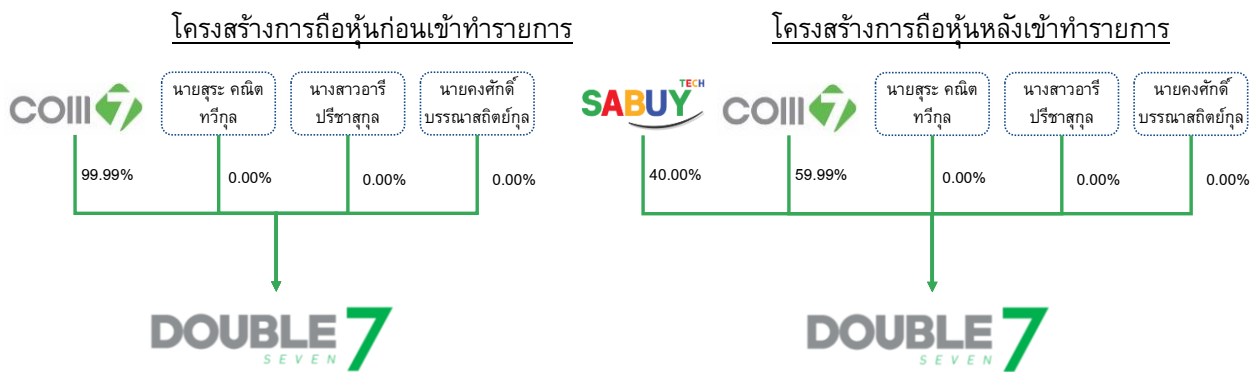 โครงสร้างการถือหุ้นก่อนเข้าทำรายการ
COM7
นายสุระ คณิต
ทวีกุล
นางสาวอารี
ปรีชาสุกุล
นายคงศักดิ์
บรรณาสถิตย์กุล
99.99%
0.00%
0.00%
0.00%
DOUBLE 7
SEVEN
โครงสร้างการถือหุ้นหลังเข้าทำรายการ
SABUY TECH
COM7
นายสุระ คณิต
ทวีกุล
นางสาวอารี
ปรีชาสุกุล
นายคงศักดิ์
บรรณาสถิตย์กุล
40.00%
59.99%
0.00%
0.00%
0.00%
DOUBLE 7
SEVEN